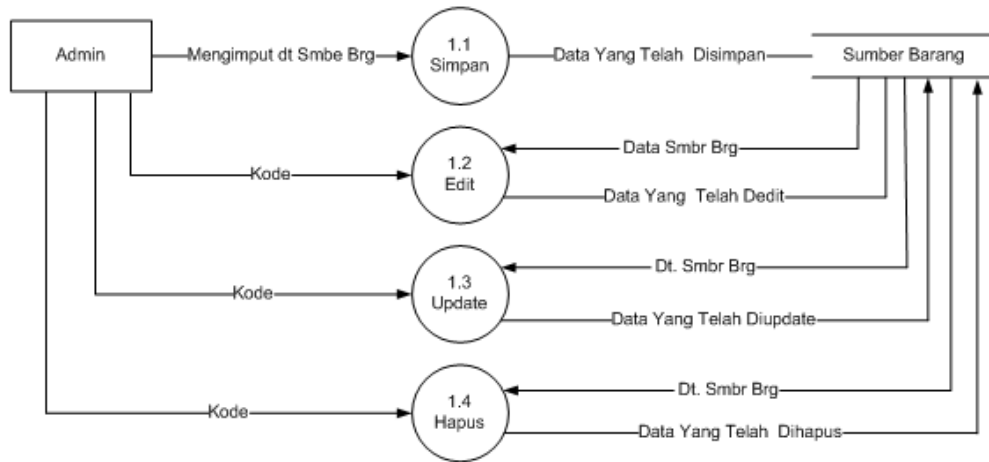 Admin
Mengimput dt Smbe Brg
1.1
Simpan
Data Yang Telah Disimpan
Sumber Barang
Data Smbr Brg
Kode
1.2
Edit
Data Yang Telah Dedit
Dt. Smbr Brg
Kode
1.3
Update
Data Yang Telah Diupdate
Dt. Smbr Brg
Kode
1.4
Hapus
Data Yang Telah Dihapus